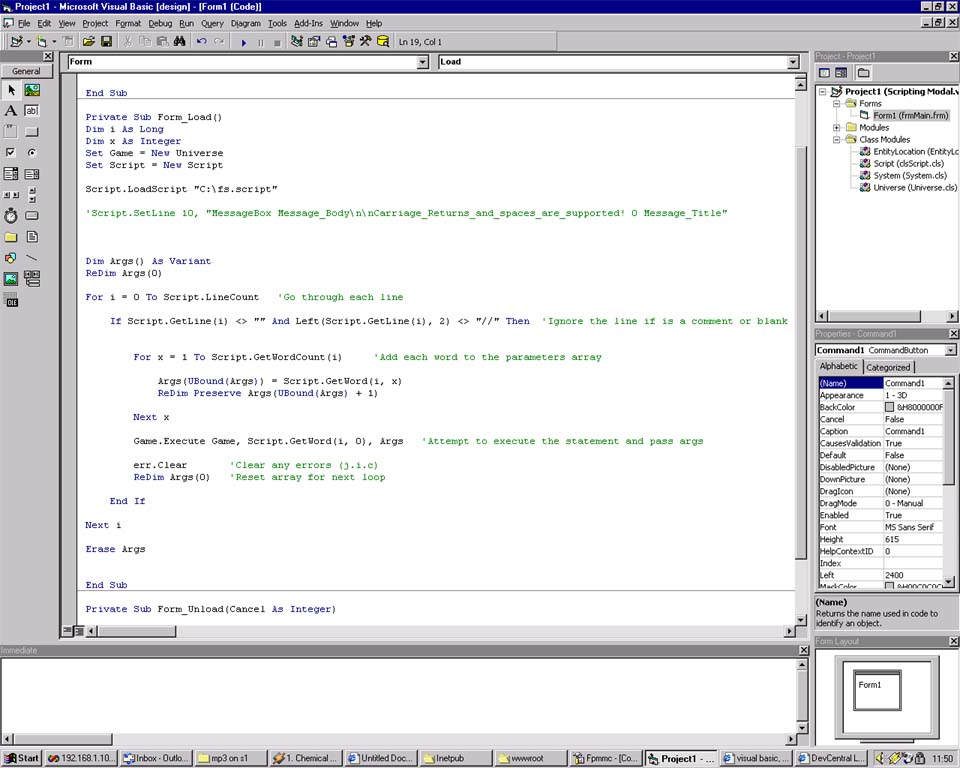 Project1 - Microsoft Visual Basic [design] - [Form1 (Code)]
File Edit View Project Format Debug Run Query Diagram Tools Add-Ins Window Help
Ln 19, Col 1
General
A
ab|
OLE
Form
Load
End Sub
Private Sub Form_Load()
Dim i As Long
Dim x As Integer
Set Game = New Universe
Set Script = New Script
Script.LoadScript "C:\fs.script"
'Script.SetLine 10, "MessageBox Message_Body\n\nCarriage_Returns_and_spaces_are_supported! 0 Message_Title"
Dim Args() As Variant
ReDim Args(0)
For i = 0 To Script.LineCount 'Go through each line
If Script.GetLine(i) <> "" And Left(Script.GetLine(i), 2) <> "//" Then 'Ignore the line if is a comment or blank
For x = 1 To Script.GetWordCount(i) 'Add each word to the parameters array
Args(UBound(Args)) = Script.GetWord(i, x)
ReDim Preserve Args(UBound(Args) + 1)
Next x
Game.Execute Game, Script.GetWord(i, 0), Args 'Attempt to execute the statement and pass args
err.Clear 'Clear any errors (j.i.c)
ReDim Args(0) 'Reset array for next loop
End If
Next i
Erase Args
End Sub
Private Sub Form_Unload(Cancel As Integer)
Project - Project1
Project1 (Scripting Modal.v
Forms
Form1 (frmMain.frm)
Modules
Class Modules
EntityLocation (EntityLo
Script (clsScript.cls)
System (System.cls)
Universe (Universe.cls)
Properties - Command1
Command1 CommandButton
Alphabetic Categorized
(Name) Command1
Appearance 1 - 3D
BackColor &H8000000F
Cancel False
Caption Command1
CausesValidation True
Default False
DisabledPicture (None)
DownPicture (None)
DragIcon (None)
DragMode 0 - Manual
Enabled True
Font MS Sans Serif
Height 615
HelpContextID 0
Index
Left 2400
MaskColor &H00C0C0C
(Name)
Returns the name used in code to
identify an object.
Form Layout
Form1
Immediate
Start
192.168.1.10...
Inbox - Outlo...
mp3 on s1
1. Chemical ...
Untitled Doc...
Inetpub
wwwroot
Fpmmc - [Co...
Project1 - ...
visual basic, ...
DevCentral L...
11:50